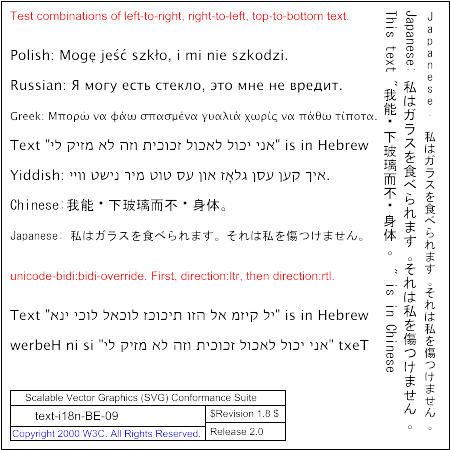 Test combinations of left-to-right, right-to-left, top-to-bottom text.
Polish: Mogę jeść szkło, i mi nie szkodzi.
Russian: Я могу есть стекло, это мне не вредит.
Greek: Μπορώ να φάω σπασμένα γυαλιά χωρίς να πάθω τίποτα.
Text "אני יכול לאכול זכוכית וזה לא מזיק לי" is in Hebrew
Yiddish: איך קען עסן גלאָז און עס טוט מיר נישט װײ.
Chinese:我能・下玻璃而不・身体。
Japanese: 私はガラスを食べられます。それは私を傷つけません。
unicode-bidi:bidi-override. First, direction:ltr, then direction:rtl.
Text "יל קיזמ אל הזו תיכוכז לוכאל לוכי ינא" is in Hebrew
werbeH ni si "אני יכול לאכול זכוכית וזה לא מזיק לי" txeT
Japanese: 私はガラスを食べられます。それは私を傷つけません。
Japanese: 私はガラスを食べられます。それは私を傷つけません。
This text "我能・下玻璃而不・身体。" is in Chinese
Scalable Vector Graphics (SVG) Conformance Suite
text-i18n-BE-09
$Revision 1.8 $
Copyright 2000 W3C. All Rights Reserved.
Release 2.0